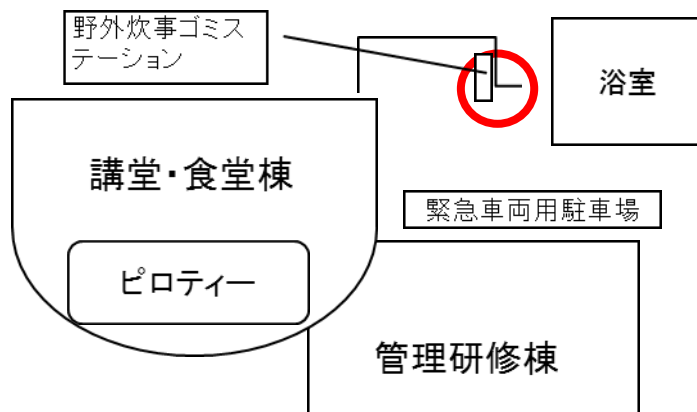 野外炊事ゴミス
テーション
浴室
講堂・食堂棟
緊急車両用駐車場
ピロティー
管理研修棟